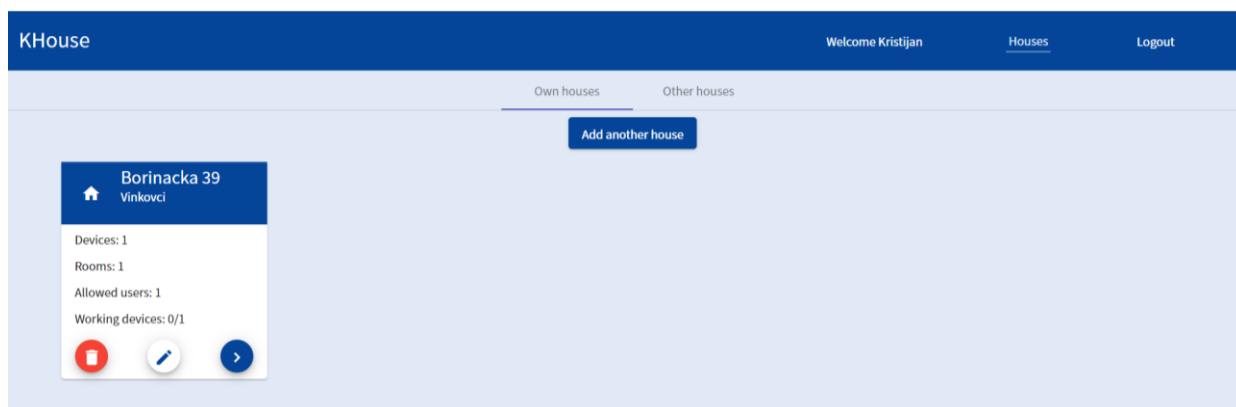 KHouse
Welcome Kristijan
Houses
Logout
Own houses
Other houses
Add another house
Borinacka 39
Vinkovci
Devices: 1
Rooms: 1
Allowed users: 1
Working devices: 0/1